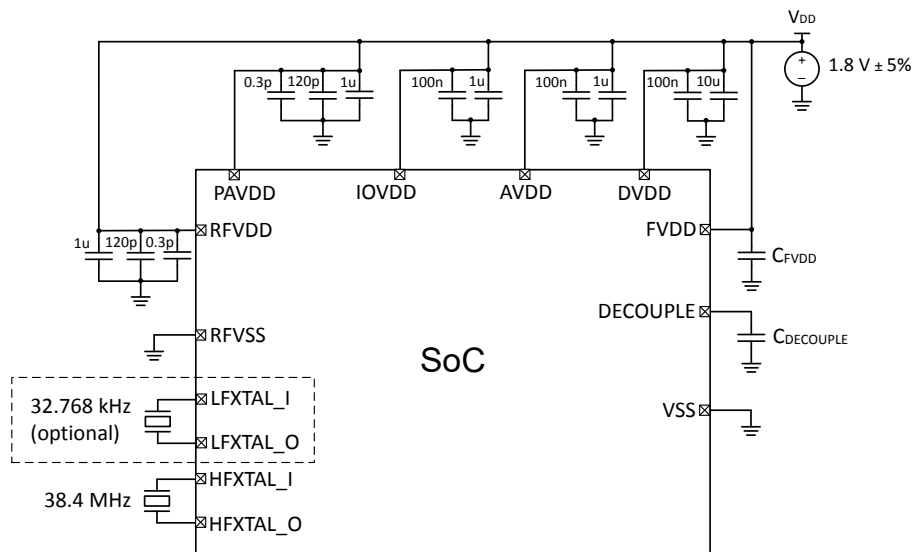 VDD
1.8 V ± 5%
0.3p 120p 1u
100n 1u
100n 1u
100n 10u
PAVDD IOVDD AVDD DVDD
RFVDD
FVDD
1u 120p 0.3p
CFVDD
DECOUPLE
CDECOUPLE
RFVSS
SoC
32.768 kHz
(optional)
LFXTAL_I
LFXTAL_O
VSS
38.4 MHz
HFXTAL_I
HFXTAL_O